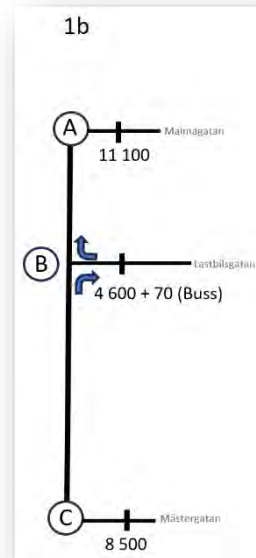 1b
A
Malmagatan
11 100
B
Lastbilsgatan
4 600 + 70 (Buss)
C
Mästergatan
8 500